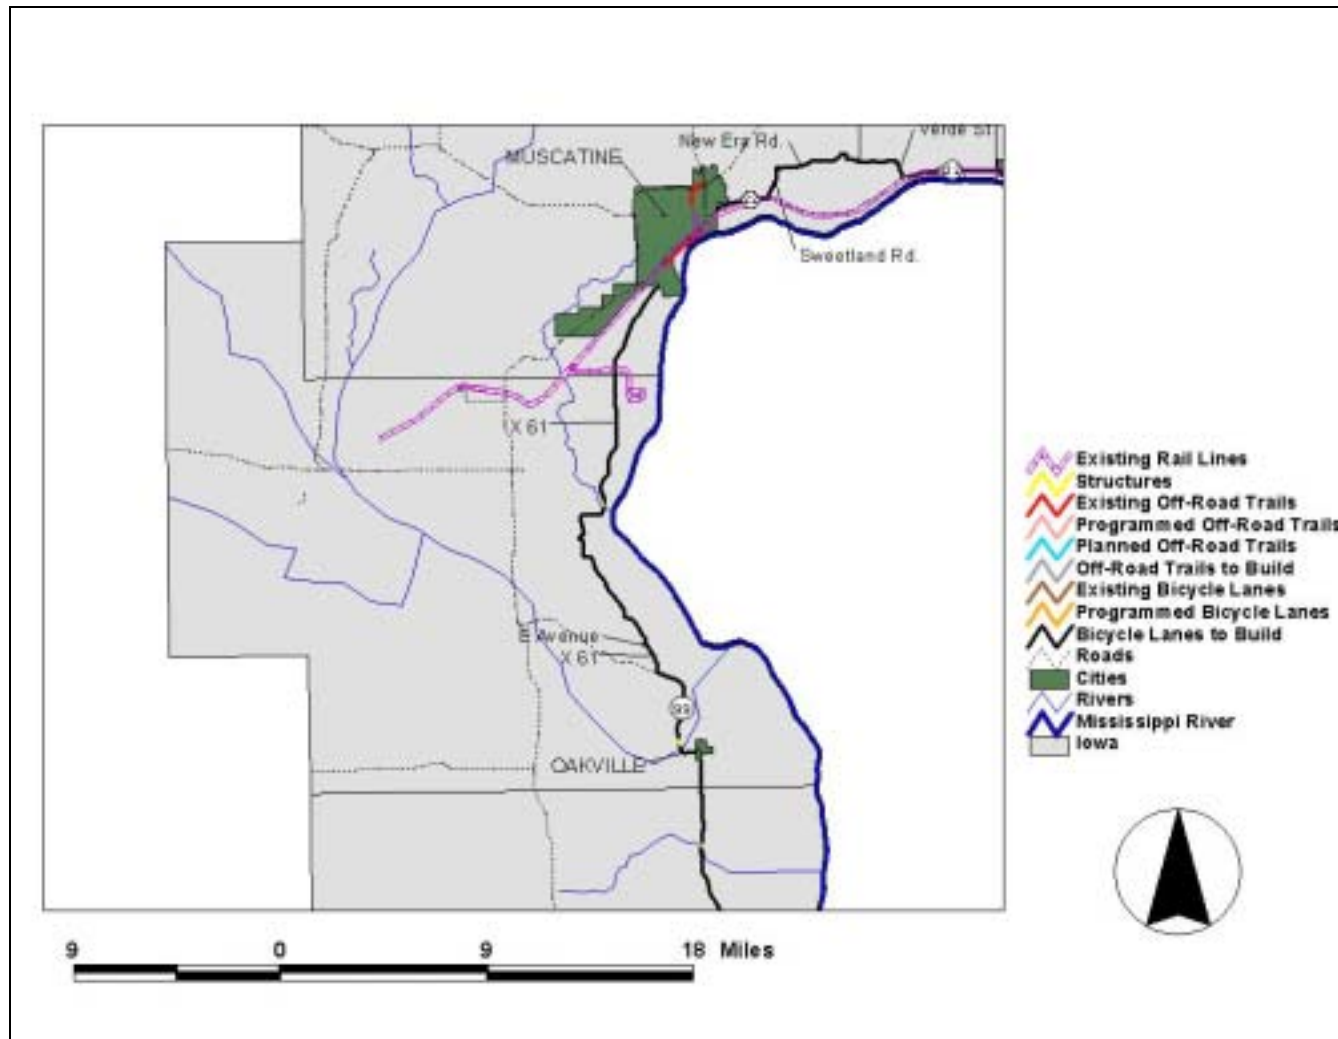 Verde St.
New Era Rd.
MUSCATINE
Sweetland Rd.
X 61
E Avenue
X 61
99
OAKVILLE
Existing Rail Lines
Structures
Existing Off-Road Trails
Programmed Off-Road Trails
Planned Off-Road Trails
Off-Road Trails to Build
Existing Bicycle Lanes
Programmed Bicycle Lanes
Bicycle Lanes to Build
Roads
Cities
Rivers
Mississippi River
Iowa
9 0 9 18 Miles